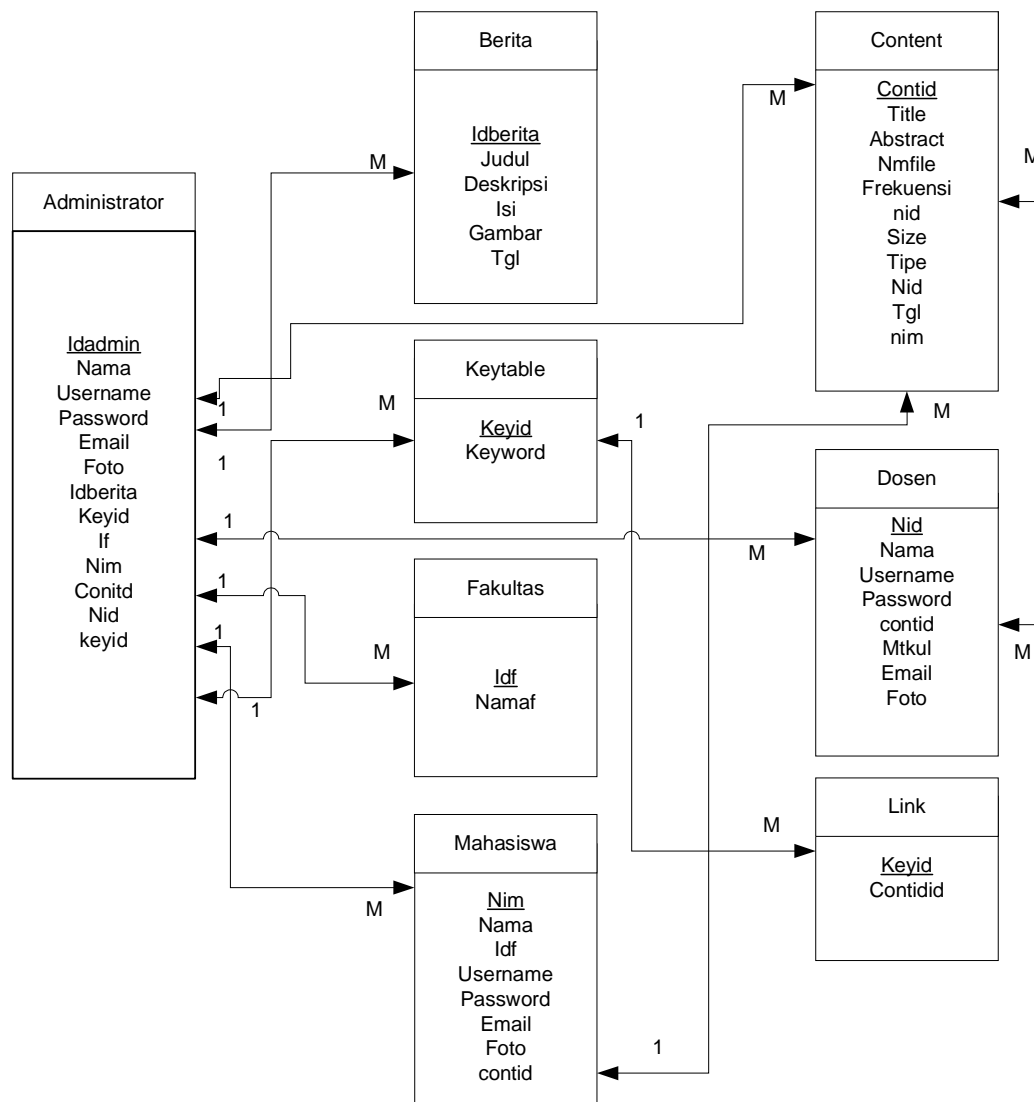 Administrator
Idadmin
Nama
Username
Password
Email
Foto
Idberita
Keyid
If
Nim
Conitd
Nid
keyid
Berita
Idberita
Judul
Deskripsi
Isi
Gambar
Tgl
Keytable
Keyid
Keyword
Fakultas
Idf
Namaf
Mahasiswa
Nim
Nama
Idf
Username
Password
Email
Foto
contid
Content
Contid
Title
Abstract
Nmfile
Frekuensi
nid
Size
Tipe
Nid
Tgl
nim
Dosen
Nid
Nama
Username
Password
contid
Mtkul
Email
Foto
Link
Keyid
Contidid
M
M
M
M
1
M
1
1
1
M
1
M
1
M
1
M
M
1